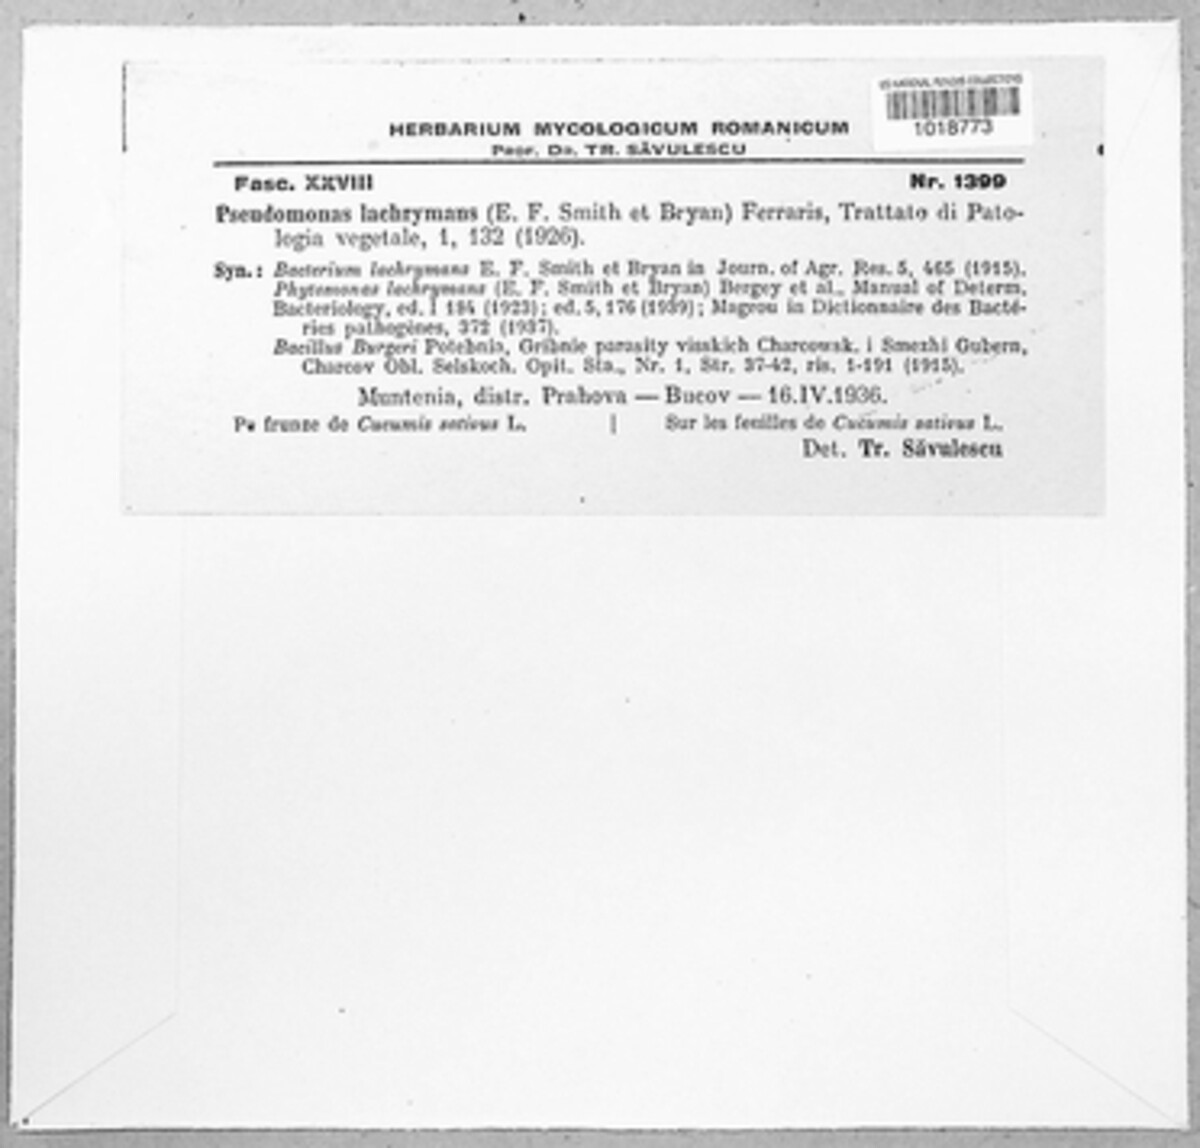 US NATIONAL FUNGUS COLLECTIONS
1018773
HERBARIUM MYCOLOGICUM ROMANICUM
Prof. Dr. TR. SĂVULESCU
Fasc. XXVIII Nr. 1399
Pseudomonas lachrymans (E. F. Smith et Bryan) Ferraris, Trattato di Pato-
logia vegetale, 1, 132 (1926).
Syn.: Bacterium lachrymans E. F. Smith et Bryan in Journ. of Agr. Res. 5, 465 (1915).
Phytomonas lachrymans (E. F. Smith et Bryan) Bergey et al., Manual of Determ.
Bacteriology, ed. I 184 (1923); ed. 5, 176 (1939); Magrou in Dictionnaire des Bacté-
ries pathogènes, 372 (1937).
Bacillus Burgeri Potebnia, Gribnie parasity visskich Charcowsk. i Smezhi Gubern,
Charcov Obl. Selskoch. Opit. Sta., Nr. 1, Str. 37-42, ris. 1-191 (1915).
Muntenia, distr. Prahova — Bucov — 16.IV.1936.
Pe frunze de Cucumis sativus L. | Sur les feuilles de Cucumis sativus L.
Det. Tr. Săvulescu